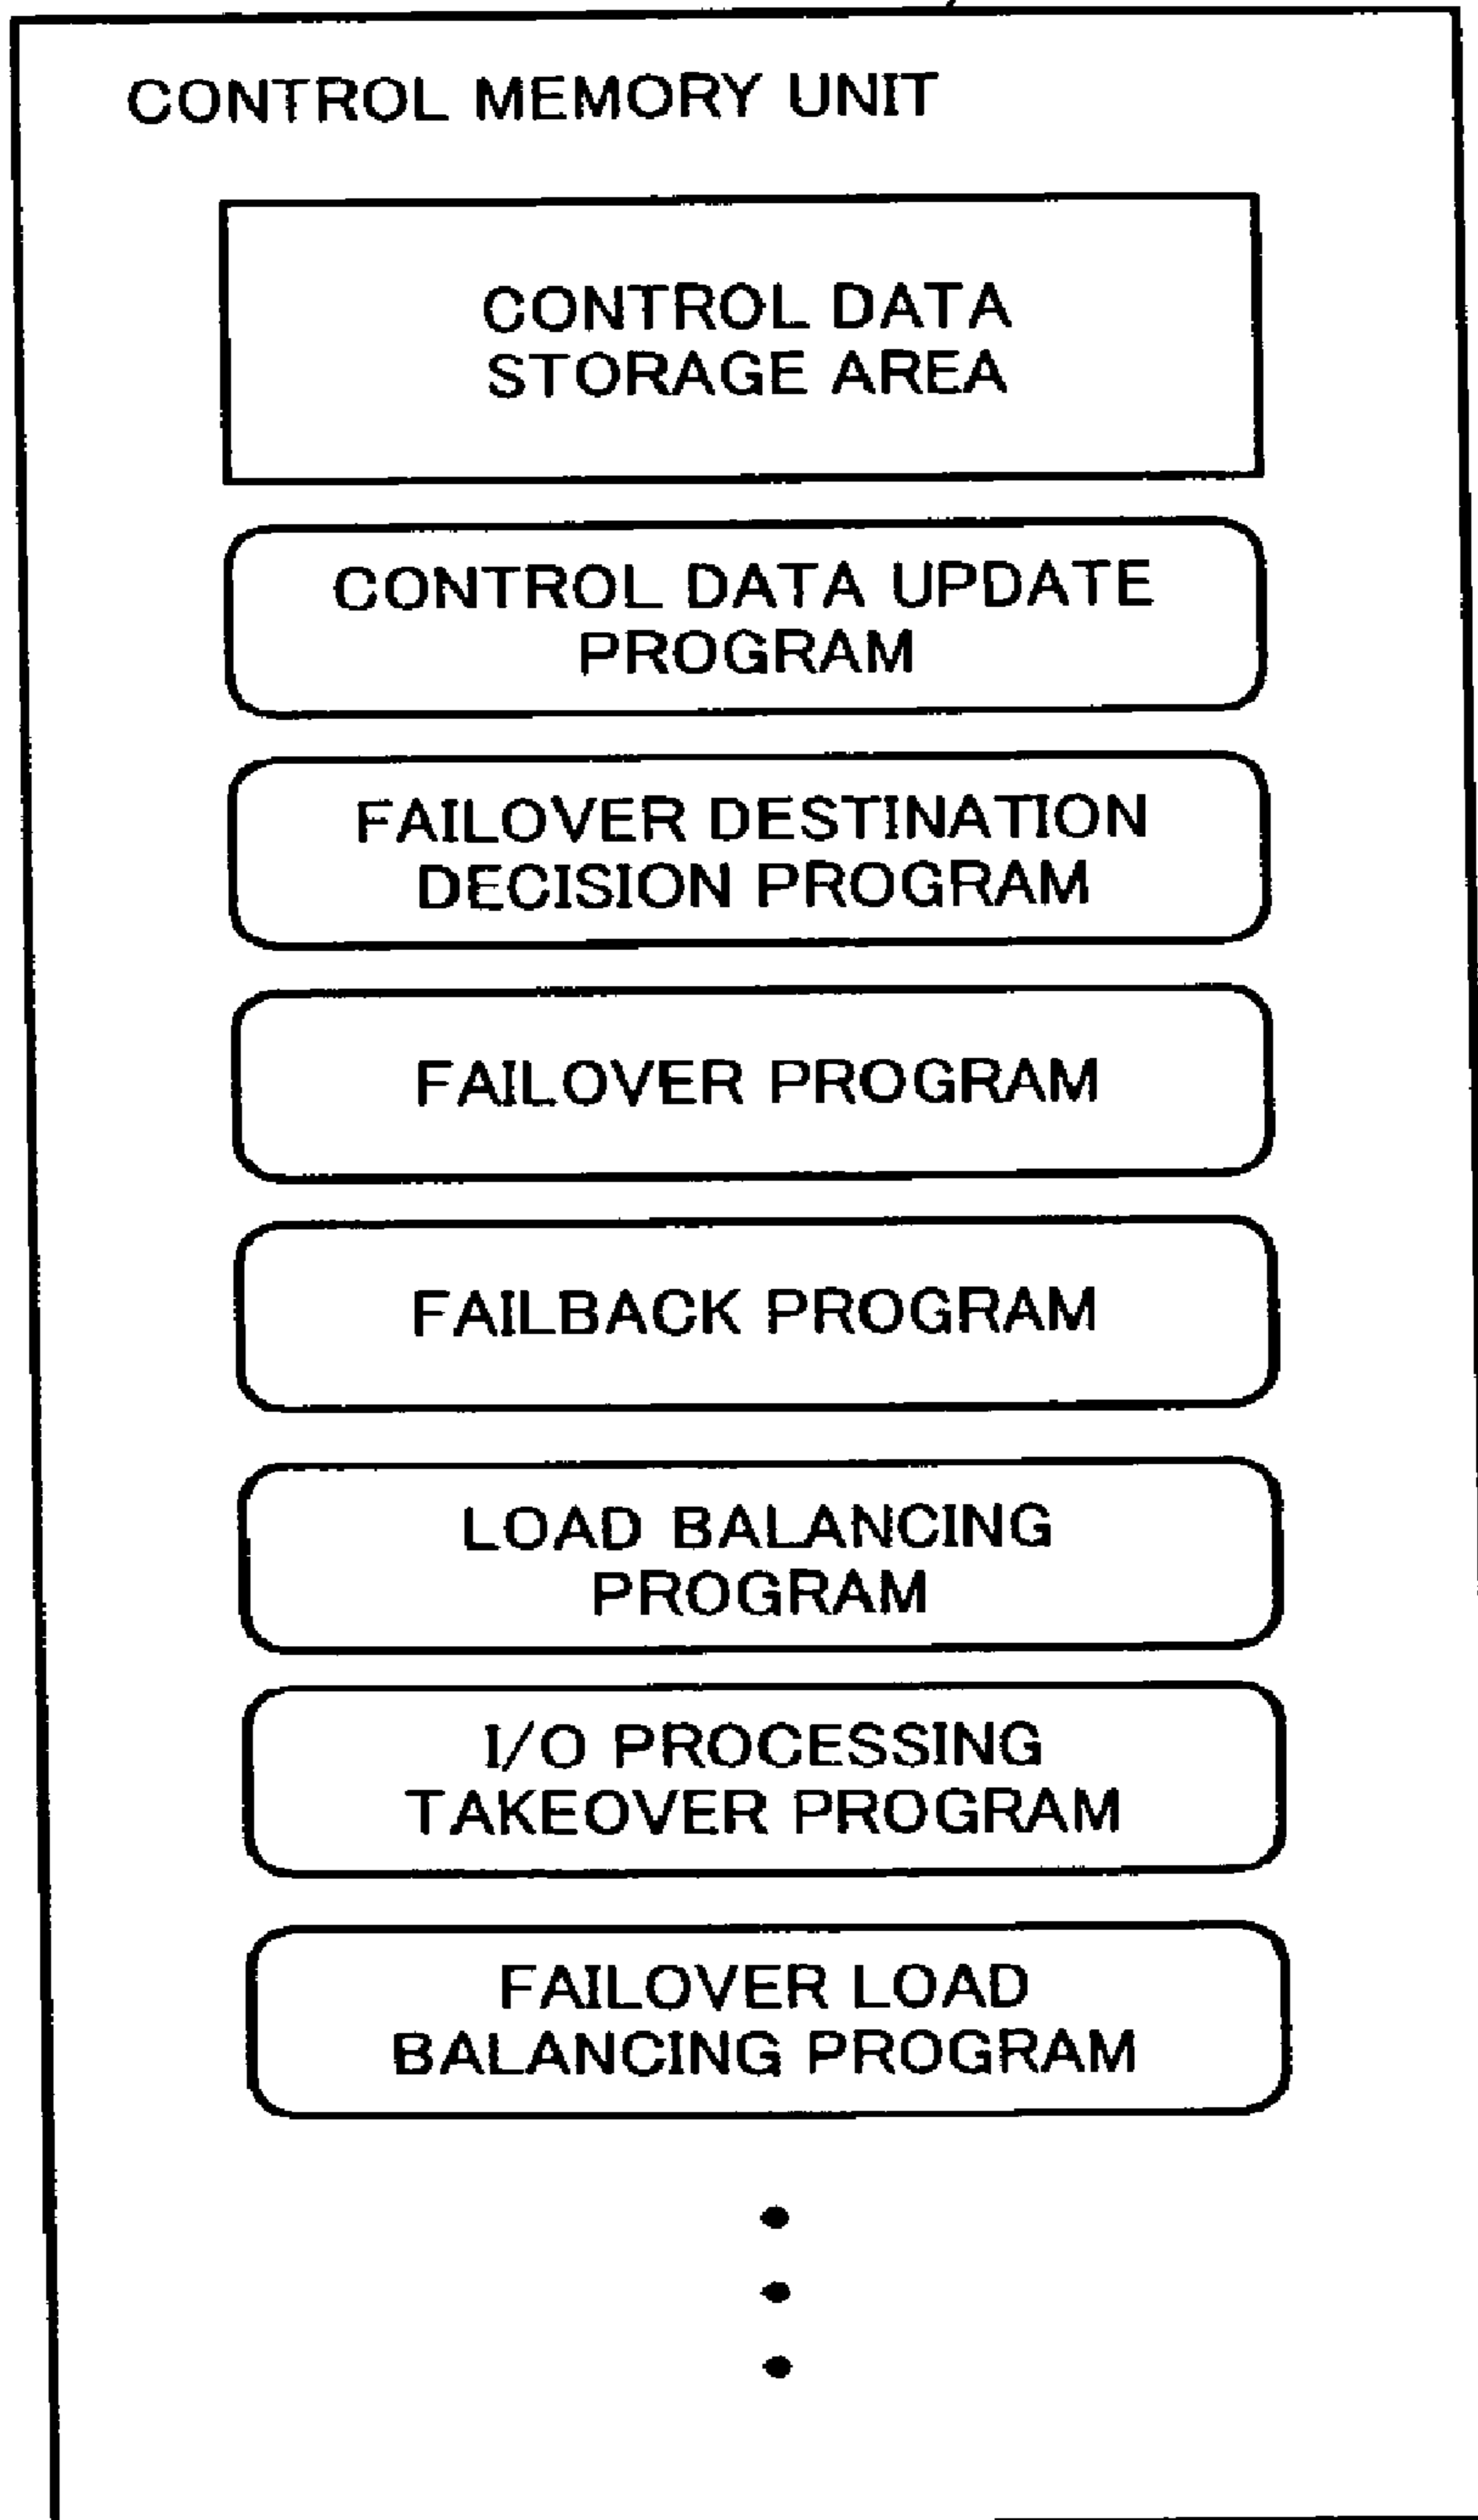 CONTROL MEMORY UNIT
CONTROL DATA
STORAGE AREA
CONTROL DATA UPDATE
PROGRAM
FAILOVER DESTINATION
DECISION PROGRAM
FAILOVER PROGRAM
FAILBACK PROGRAM
LOAD BALANCING
PROGRAM
I/O PROCESSING
TAKEOVER PROGRAM
FAILOVER LOAD
BALANCING PROGRAM